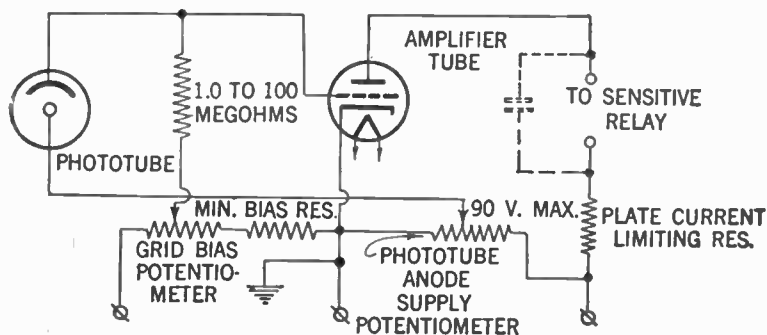 AMPLIFIER
TUBE
1.0 TO 100
MEGOHMS
TO SENSITIVE
RELAY
PHOTOTUBE
MIN. BIAS RES.
90 V. MAX.
PLATE CURRENT
LIMITING RES.
GRID BIAS
POTENTIO-
METER
PHOTOTUBE
ANODE
SUPPLY
POTENTIOMETER